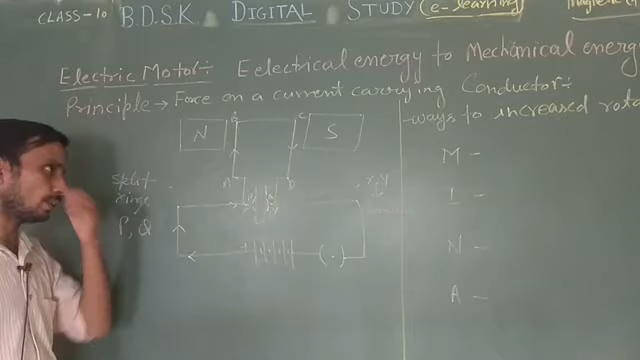 CLASS-10 B.D.S.K. DIGITAL STUDY (e-learning)
Electric Motor:- Eelectrical energy to Mechanical energy
Principle → Force on a current carrying Conductor:-
-ways to increased rota
N
S
B
C
A
D
M -
I -
N -
A -
split
rings
P, Q
x, y
+
(.)